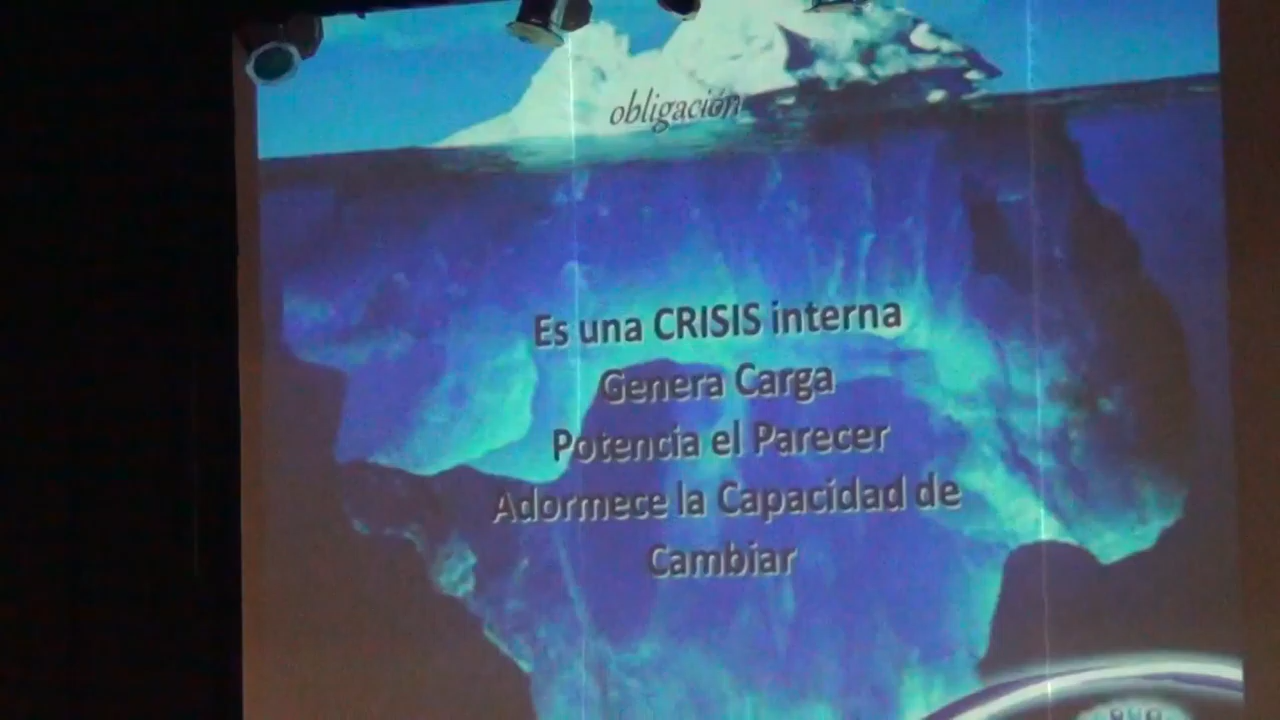 obligación
Es una CRISIS interna
Genera Carga
Potencia el Parecer
Adormece la Capacidad de
Cambiar